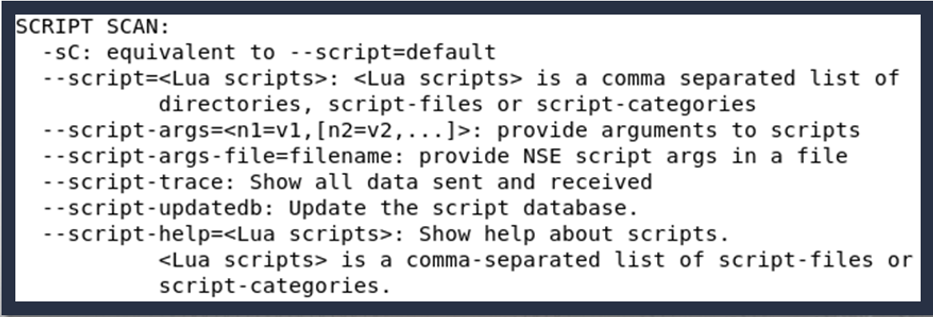 SCRIPT SCAN:
  -sC: equivalent to --script=default
  --script=<Lua scripts>: <Lua scripts> is a comma separated list of
           directories, script-files or script-categories
  --script-args=<n1=v1,[n2=v2,...]>: provide arguments to scripts
  --script-args-file=filename: provide NSE script args in a file
  --script-trace: Show all data sent and received
  --script-updatedb: Update the script database.
  --script-help=<Lua scripts>: Show help about scripts.
           <Lua scripts> is a comma-separated list of script-files or
           script-categories.